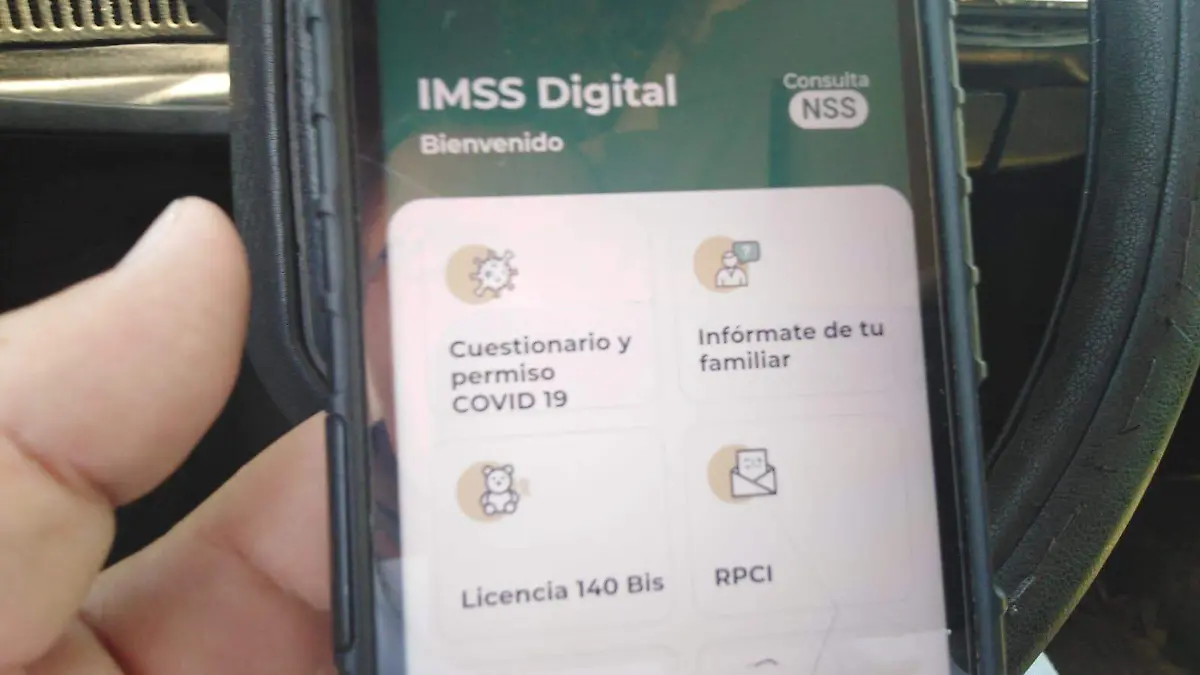 IMSS Digital
Bienvenido
Consulta
NSS
Cuestionario y
permiso
COVID 19
Infórmate de tu
familiar
Licencia 140 Bis
RPCI